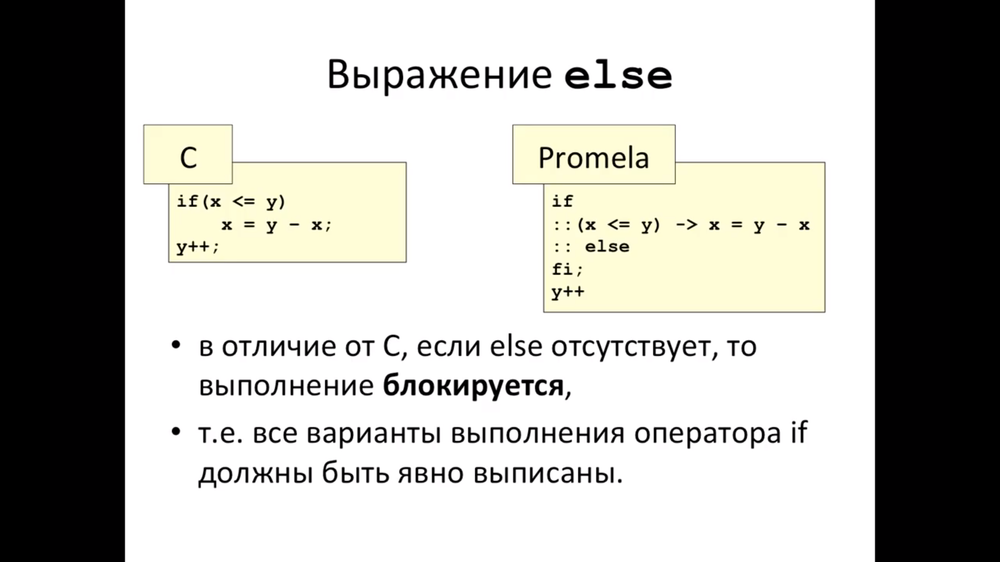 Выражение else
C
if(x <= y)
x = y - x;
y++;
Promela
if
::(x <= y) -> x = y - x
:: else
fi;
y++
• в отличие от C, если else отсутствует, то
выполнение блокируется,
• т.е. все варианты выполнения оператора if
должны быть явно выписаны.